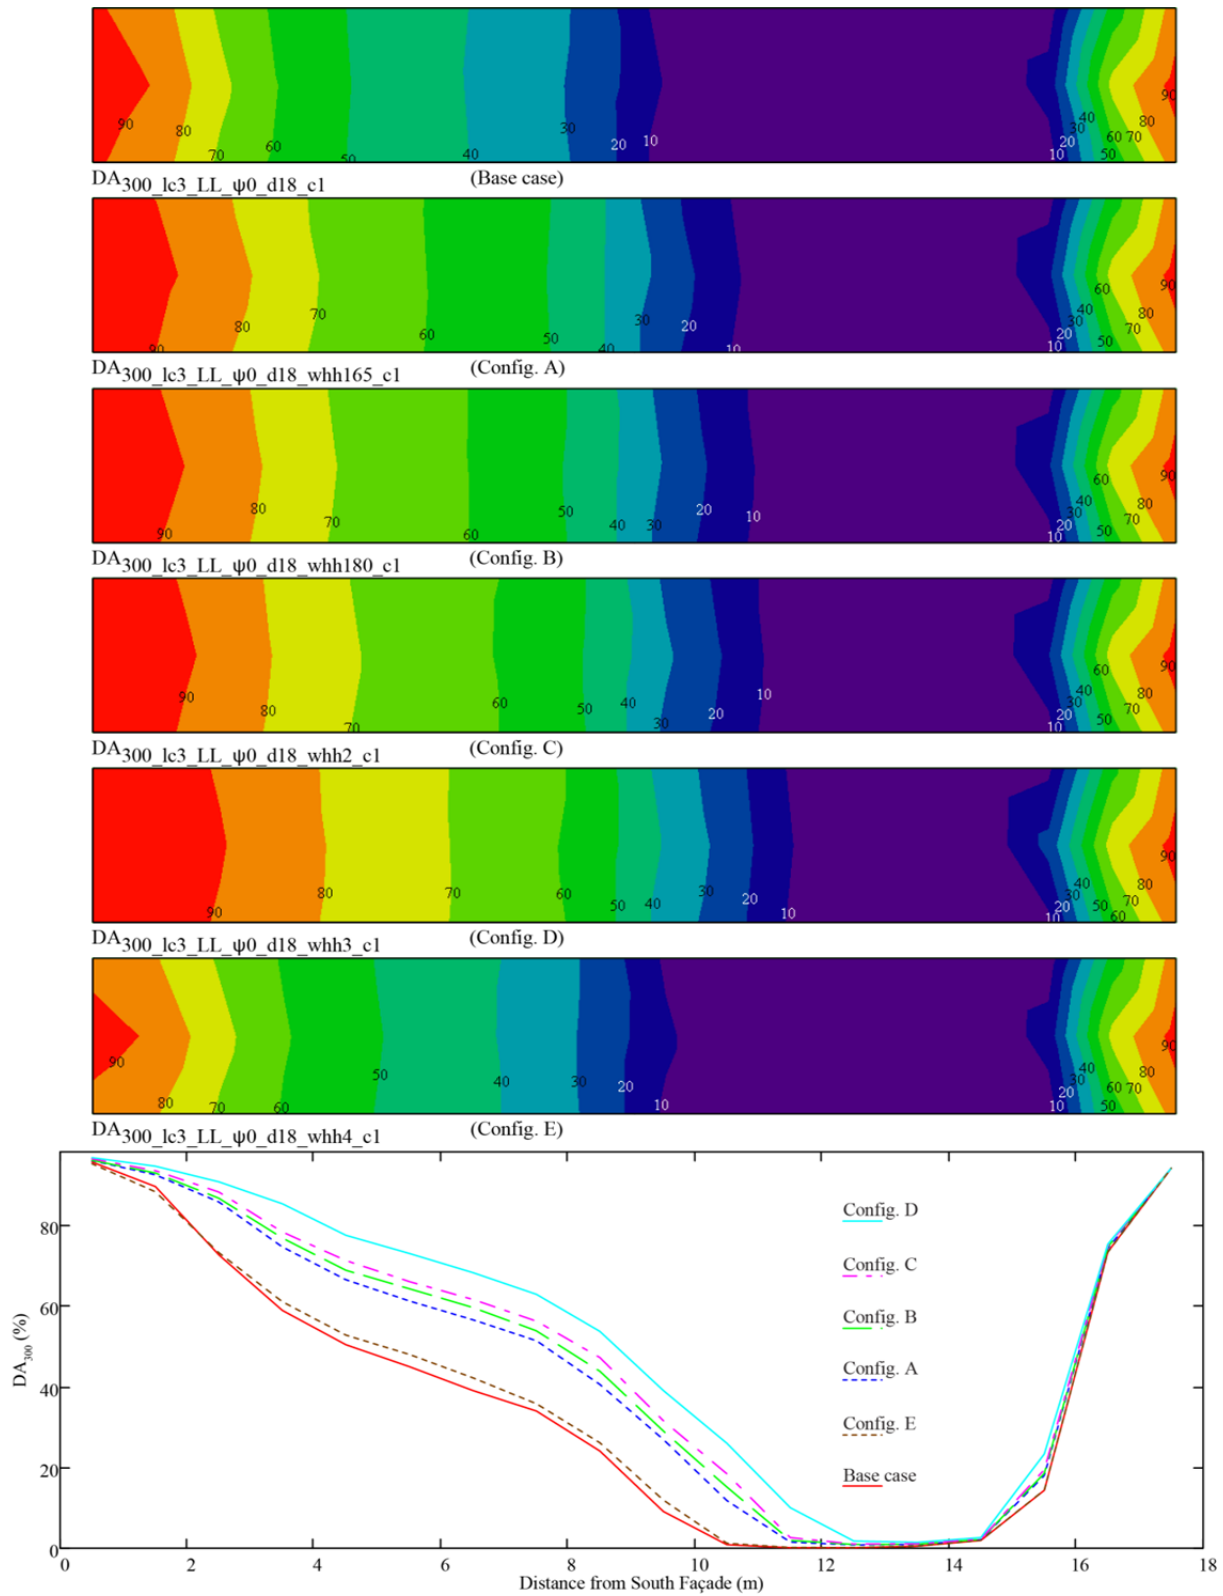 90 80 70 60 50 40 30 20 10 10 20 30 40 50 60 70 80 90
DA300_lc3_LL_ψ0_d18_c1 (Base case)
90 80 70 60 50 40 30 20 10 10 20 30 40 50 60 70 80 90
DA300_lc3_LL_ψ0_d18_whh165_c1 (Config. A)
90 80 70 60 50 40 30 20 10 10 20 30 40 50 60 70 80 90
DA300_lc3_LL_ψ0_d18_whh180_c1 (Config. B)
90 80 70 60 50 40 30 20 10 10 20 30 40 50 60 70 80 90
DA300_lc3_LL_ψ0_d18_whh2_c1 (Config. C)
90 80 70 60 50 40 30 20 10 10 20 30 40 50 60 70 80 90
DA300_lc3_LL_ψ0_d18_whh3_c1 (Config. D)
90 80 70 60 50 40 30 20 10 10 20 30 40 50 60 70 80 90
DA300_lc3_LL_ψ0_d18_whh4_c1 (Config. E)
DA300 (%)
80
60
40
20
0
Config. D
Config. C
Config. B
Config. A
Config. E
Base case
0 2 4 6 8 10 12 14 16 18
Distance from South Façade (m)